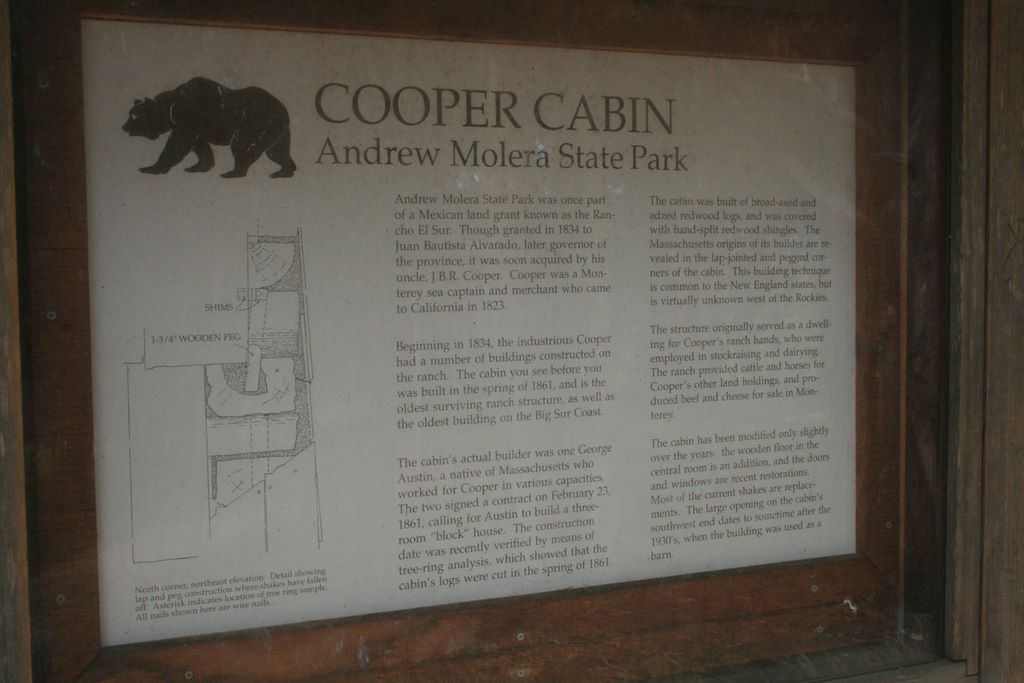 COOPER CABIN
Andrew Molera State Park
Andrew Molera State Park was once part
of a Mexican land grant known as the Ran-
cho El Sur. Though granted in 1834 to
Juan Bautista Alvarado, later governor of
the province, it was soon acquired by his
uncle, J.B.R. Cooper. Cooper was a Mon-
terey sea captain and merchant who came
to California in 1823.
Beginning in 1834, the industrious Cooper
had a number of buildings constructed on
the ranch. The cabin you see before you
was built in the spring of 1861, and is the
oldest surviving ranch structure, as well as
the oldest building on the Big Sur Coast.
The cabin's actual builder was one George
Austin, a native of Massachusetts who
worked for Cooper in various capacities.
The two signed a contract on February 23,
1861, calling for Austin to build a three-
room "block" house. The construction
date was recently verified by means of
tree-ring analysis, which showed that the
cabin's logs were cut in the spring of 1861.
The cabin was built of broad-axed and
adzed redwood logs, and was covered
with hand-split redwood shingles. The
Massachusetts origins of its builder are re-
vealed in the lap-jointed and pegged cor-
ners of the cabin. This building technique
is common to the New England states, but
is virtually unknown west of the Rockies.
The structure originally served as a dwell-
ing for Cooper's ranch hands, who were
employed in stockraising and dairying.
The ranch provided cattle and horses for
Cooper's other land holdings, and pro-
duced beef and cheese for sale in Mon-
terey.
The cabin has been modified only slightly
over the years. the wooden floor in the
central room is an addition, and the doors
and windows are recent restorations.
Most of the current shakes are replace-
ments. The large opening on the cabin's
southwest end dates to sometime after the
1930's, when the building was used as a
barn.
SHIMS
1-3/4" WOODEN PEG
North corner, northeast elevation. Detail showing
lap and peg construction where shakes have fallen
off. Asterisk indicates location of tree ring sample.
All nails shown here are wire nails.